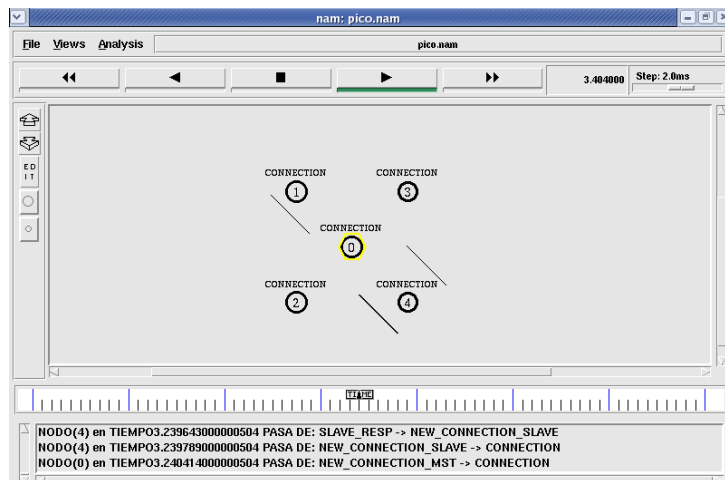 nam: pico.nam
File Views Analysis pico.nam
3.404000 Step: 2.0ms
ED
IT
CONNECTION CONNECTION
1 3
CONNECTION
0
CONNECTION CONNECTION
2 4
TIME
NODO(4) en TIEMPO3.239643000000504 PASA DE: SLAVE_RESP -> NEW_CONNECTION_SLAVE
NODO(4) en TIEMPO3.239789000000504 PASA DE: NEW_CONNECTION_SLAVE -> CONNECTION
NODO(0) en TIEMPO3.240414000000504 PASA DE: NEW_CONNECTION_MST -> CONNECTION